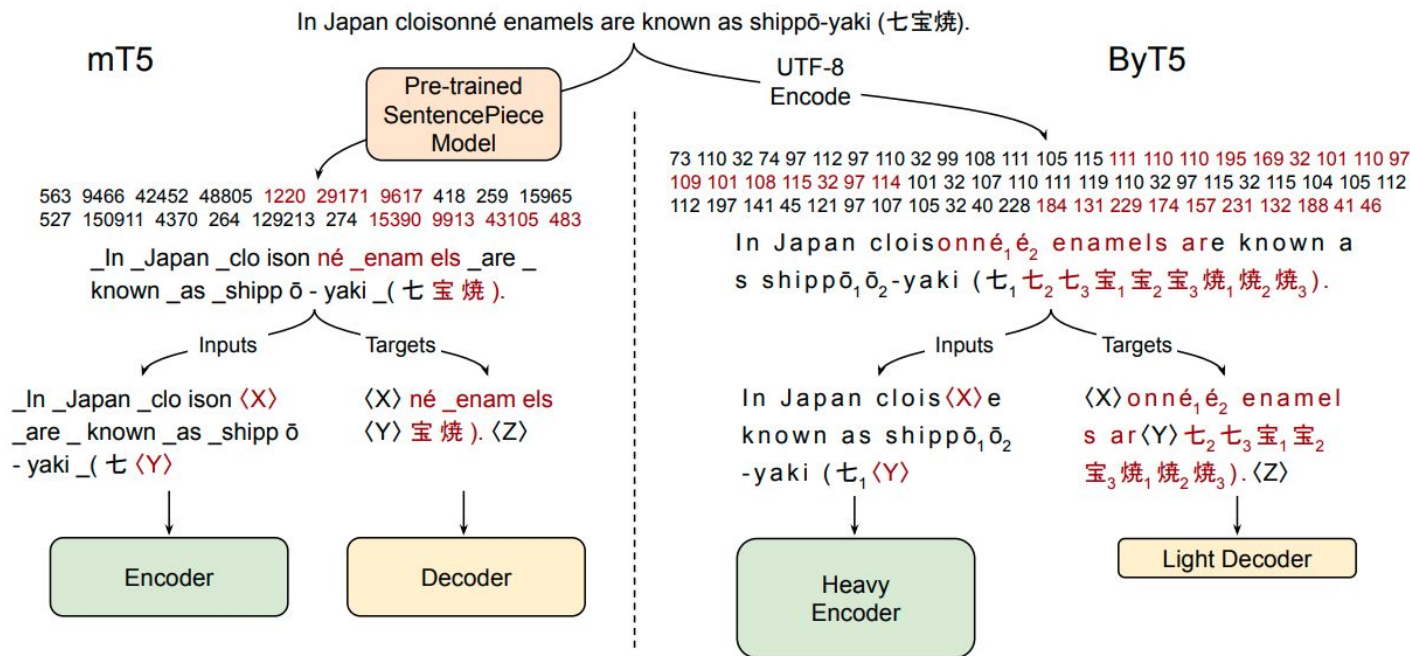 In Japan cloisonné enamels are known as shippō-yaki (七宝焼).
mT5
Pre-trained
SentencePiece
Model
563 9466 42452 48805 1220 29171 9617 418 259 15965
527 150911 4370 264 129213 274 15390 9913 43105 483
_In _Japan _clo ison né _enam els _are _
known _as _shipp ō - yaki _( 七 宝 焼 ).
Inputs
Targets
_In _Japan _clo ison 〈X〉
_are _ known _as _shipp ō
- yaki _( 七 〈Y〉
〈X〉 né _enam els
〈Y〉 宝 焼 ). 〈Z〉
Encoder
Decoder
ByT5
UTF-8
Encode
73 110 32 74 97 112 97 110 32 99 108 111 105 115 111 110 110 195 169 32 101 110 97
109 101 108 115 32 97 114 101 32 107 110 111 119 110 32 97 115 32 115 104 105 112
112 197 141 45 121 97 107 105 32 40 228 184 131 229 174 157 231 132 188 41 46
In Japan cloisonné₁é₂ enamels are known a
s shippō₁ō₂-yaki (七₁七₂七₃宝₁宝₂宝₃焼₁焼₂焼₃).
Inputs
Targets
In Japan clois〈X〉e
known as shippō₁ō₂
-yaki (七₁〈Y〉
〈X〉onné₁é₂ enamel
s ar〈Y〉七₂七₃宝₁宝₂
宝₃焼₁焼₂焼₃).〈Z〉
Heavy
Encoder
Light Decoder